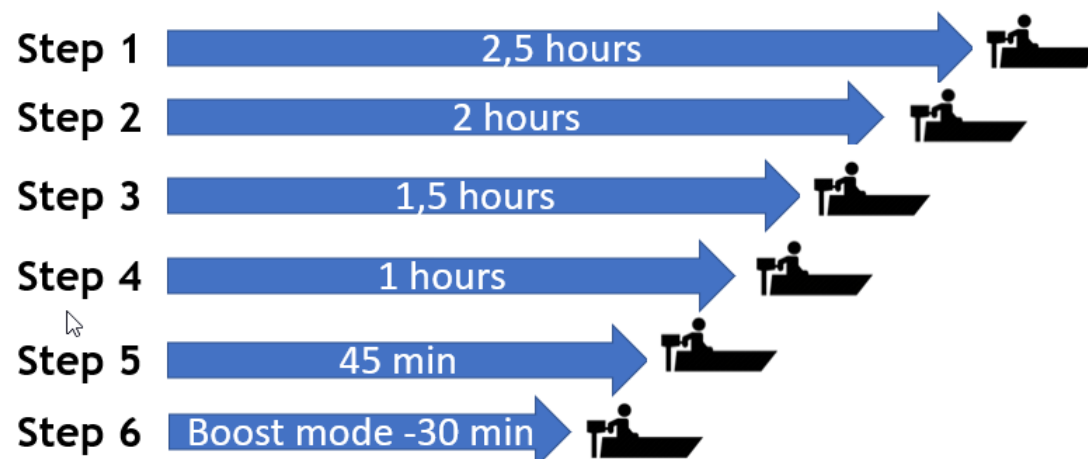 Step 1 2,5 hours
Step 2 2 hours
Step 3 1,5 hours
Step 4 1 hours
Step 5 45 min
Step 6 Boost mode -30 min